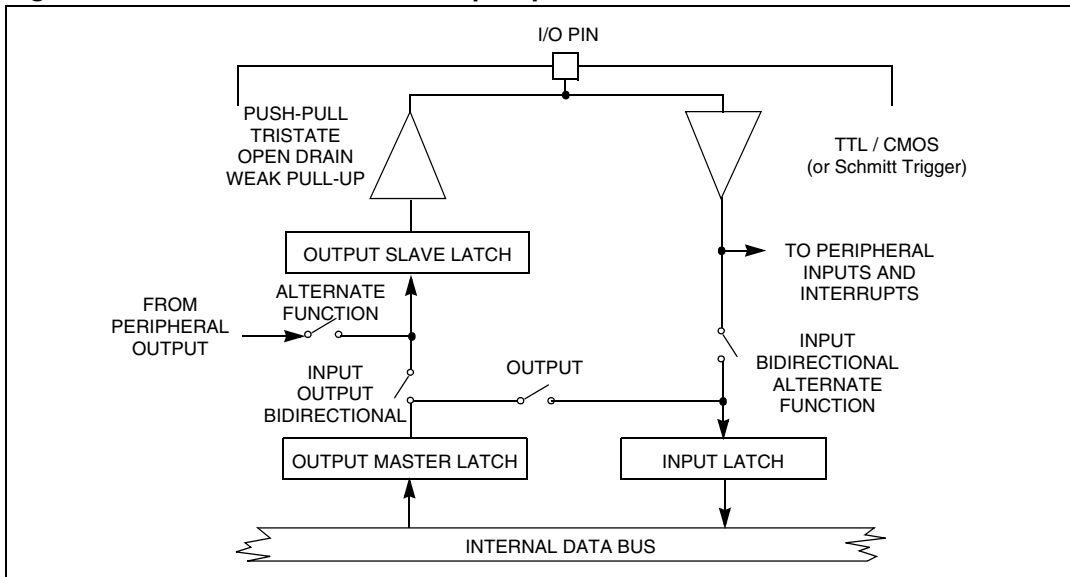 I/O PIN
PUSH-PULL
TRISTATE
OPEN DRAIN
WEAK PULL-UP
TTL / CMOS
(or Schmitt Trigger)
OUTPUT SLAVE LATCH
TO PERIPHERAL
INPUTS AND
INTERRUPTS
ALTERNATE
FUNCTION
FROM
PERIPHERAL
OUTPUT
INPUT
OUTPUT
BIDIRECTIONAL
OUTPUT
INPUT
BIDIRECTIONAL
ALTERNATE
FUNCTION
OUTPUT MASTER LATCH
INPUT LATCH
INTERNAL DATA BUS